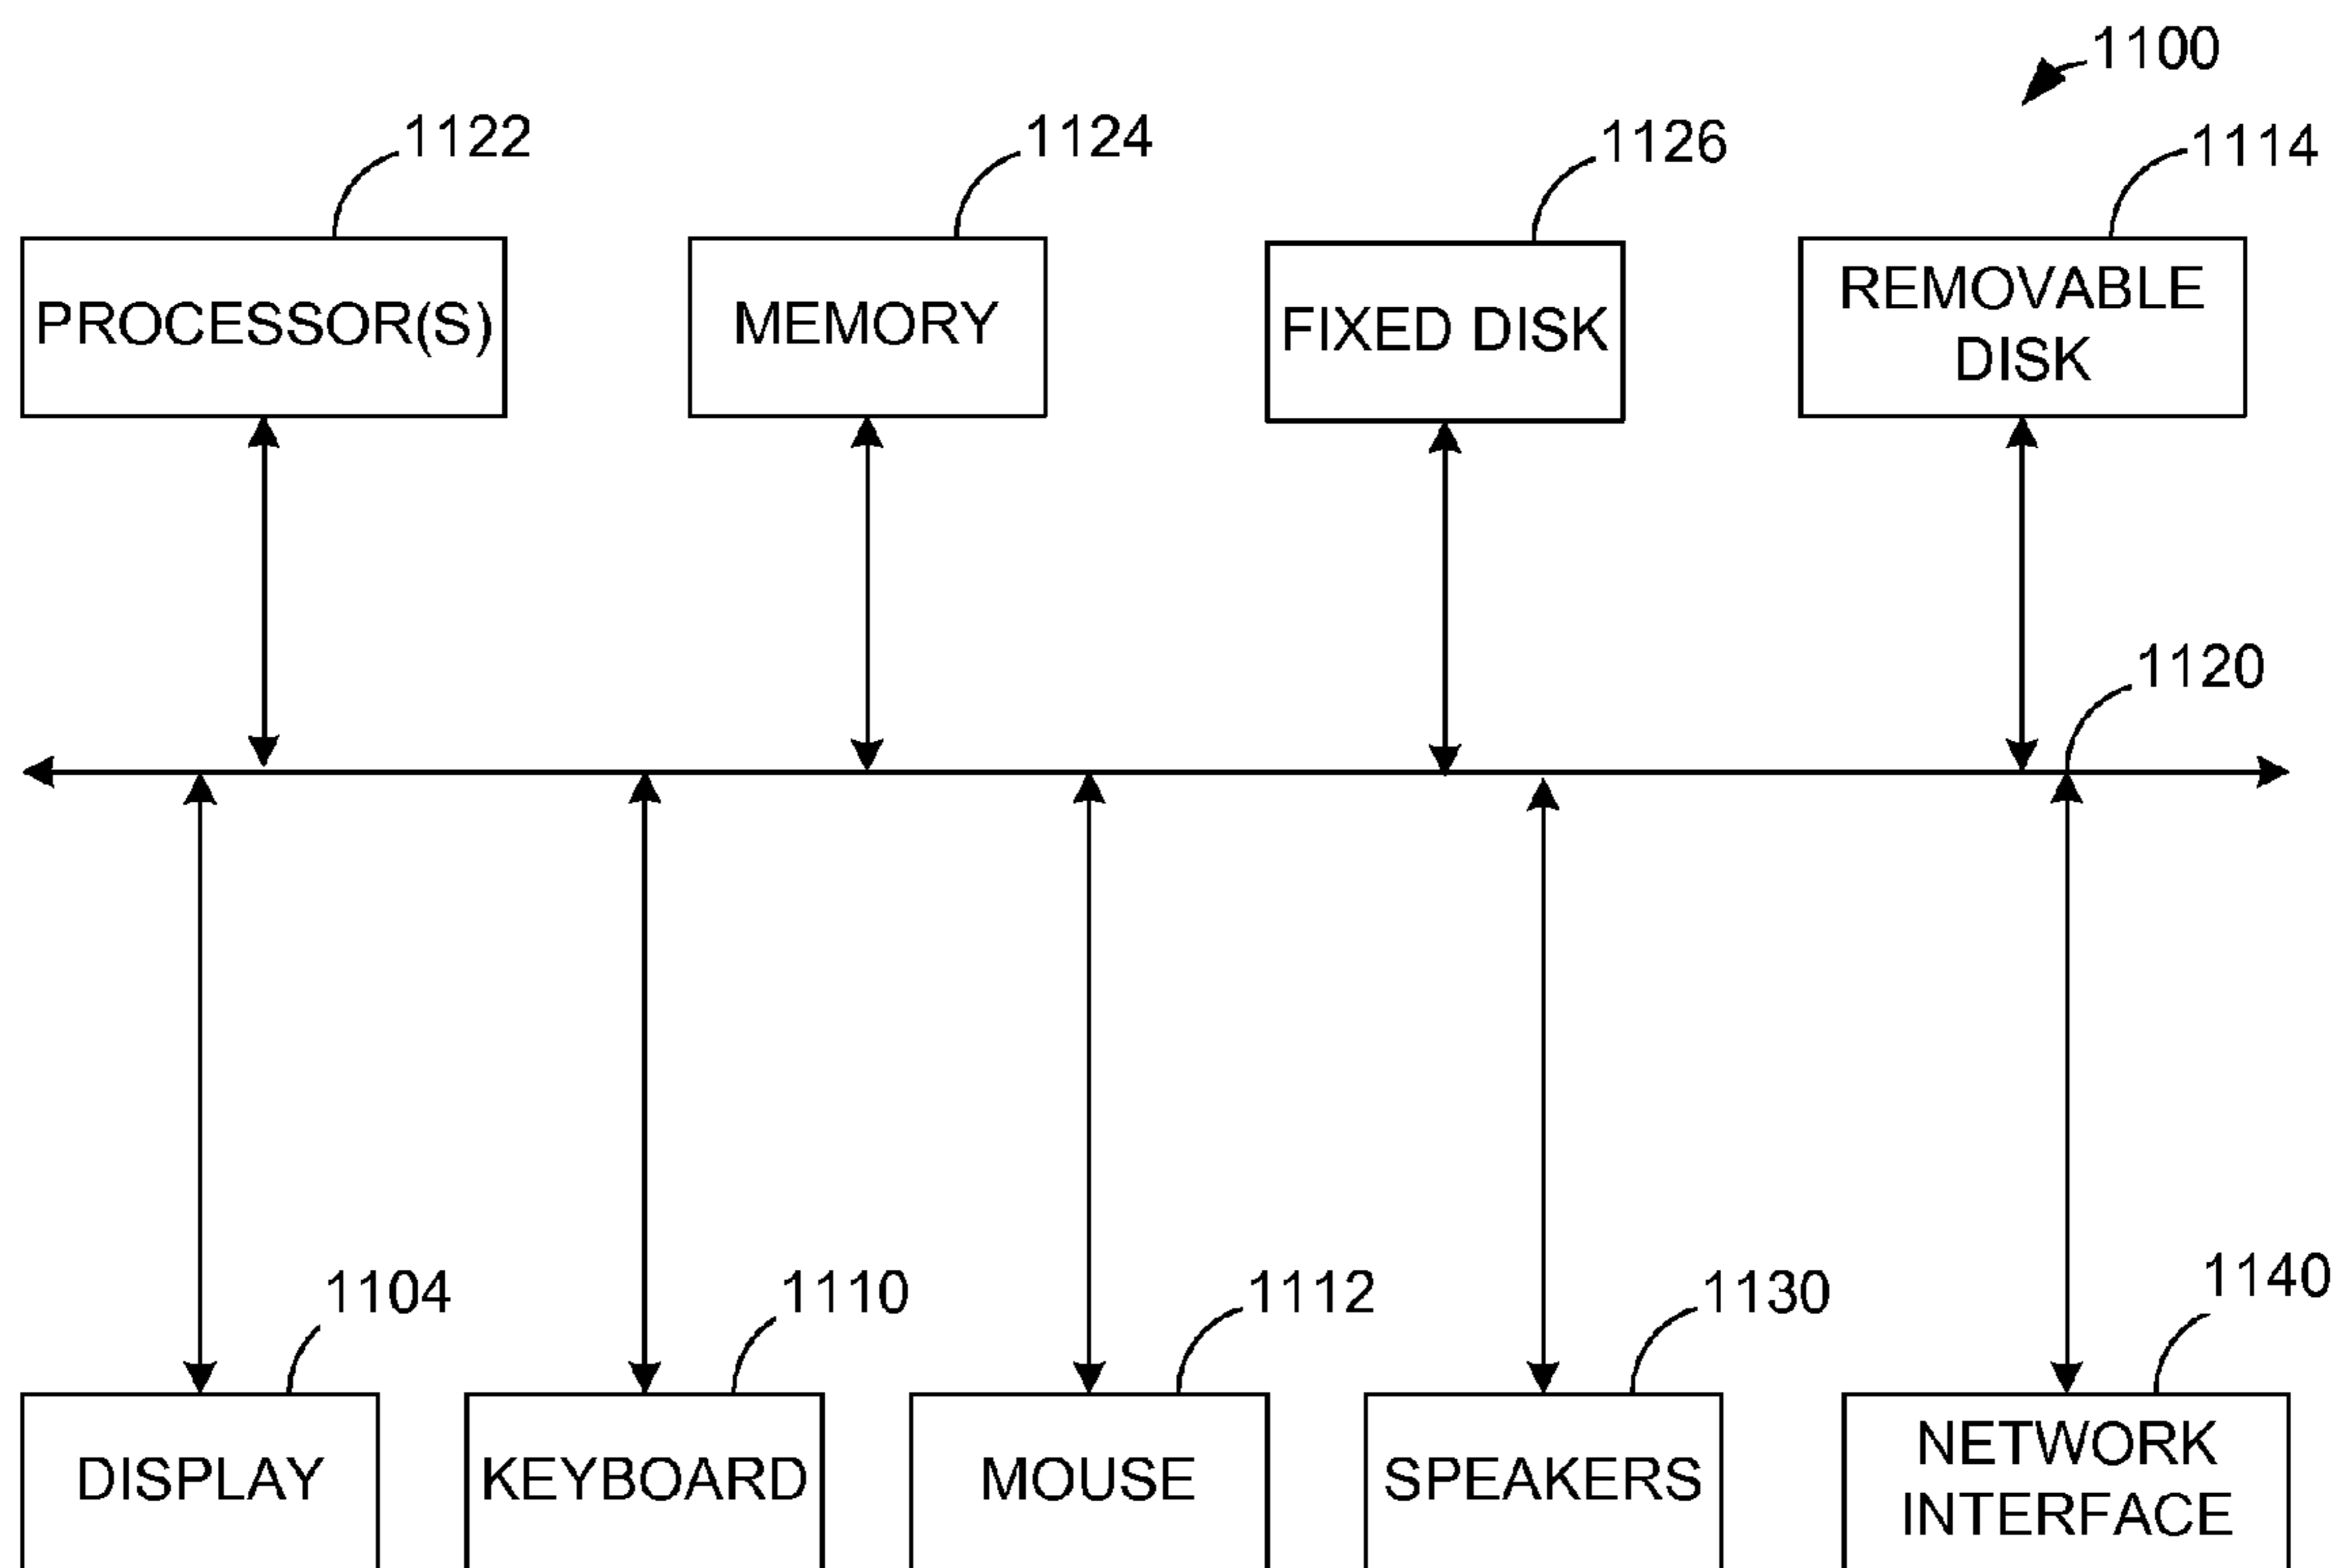 1100
1122
1124
1126
1114
PROCESSOR(S)
MEMORY
FIXED DISK
REMOVABLE
DISK
1120
1104
1110
1112
1130
1140
DISPLAY
KEYBOARD
MOUSE
SPEAKERS
NETWORK
INTERFACE